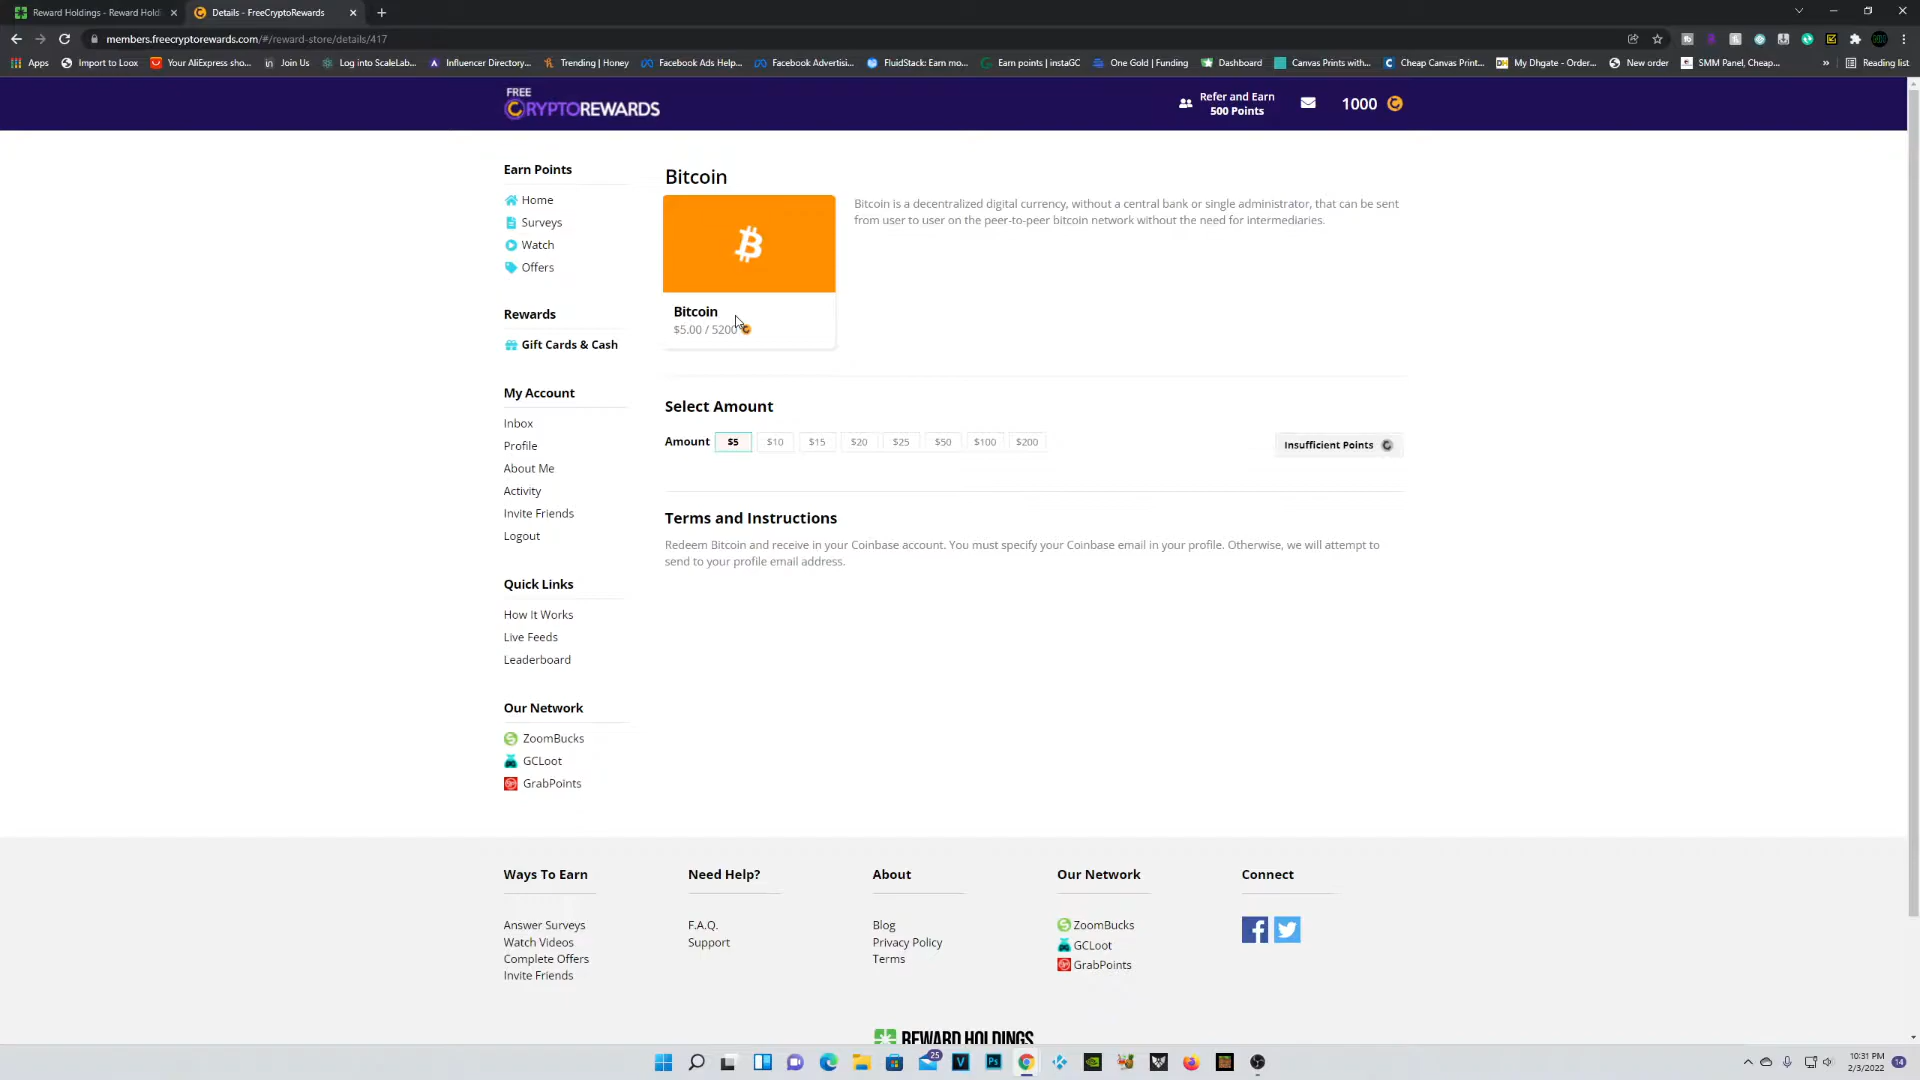 Reward Holdings - Reward Hold
Details - FreeCryptoRewards
members.freecryptorewards.com/#/reward-store/details/417
Apps
Import to Loox
Your AliExpress sho...
Join Us
Log into ScaleLab...
Influencer Directory...
Trending | Honey
Facebook Ads Help...
Facebook Advertisi...
FluidStack: Earn mo...
Earn points | instaGC
One Gold | Funding
Dashboard
Canvas Prints with...
Cheap Canvas Print...
My Dhgate - Order...
New order
SMM Panel, Cheap...
»
Reading list
FREE
CRYPTOREWARDS
Refer and Earn
500 Points
1000
Earn Points
Home
Surveys
Watch
Offers
Rewards
Gift Cards & Cash
My Account
Inbox
Profile
About Me
Activity
Invite Friends
Logout
Quick Links
How It Works
Live Feeds
Leaderboard
Our Network
ZoomBucks
GCLoot
GrabPoints
Bitcoin
Bitcoin is a decentralized digital currency, without a central bank or single administrator, that can be sent
from user to user on the peer-to-peer bitcoin network without the need for intermediaries.
Bitcoin
$5.00 / 5200
Select Amount
Amount $5 $10 $15 $20 $25 $50 $100 $200
Insufficient Points
Terms and Instructions
Redeem Bitcoin and receive in your Coinbase account. You must specify your Coinbase email in your profile. Otherwise, we will attempt to
send to your profile email address.
Ways To Earn
Answer Surveys
Watch Videos
Complete Offers
Invite Friends
Need Help?
F.A.Q.
Support
About
Blog
Privacy Policy
Terms
Our Network
ZoomBucks
GCLoot
GrabPoints
Connect
REWARD HOLDINGS
25
10:31 PM
2/3/2022
14